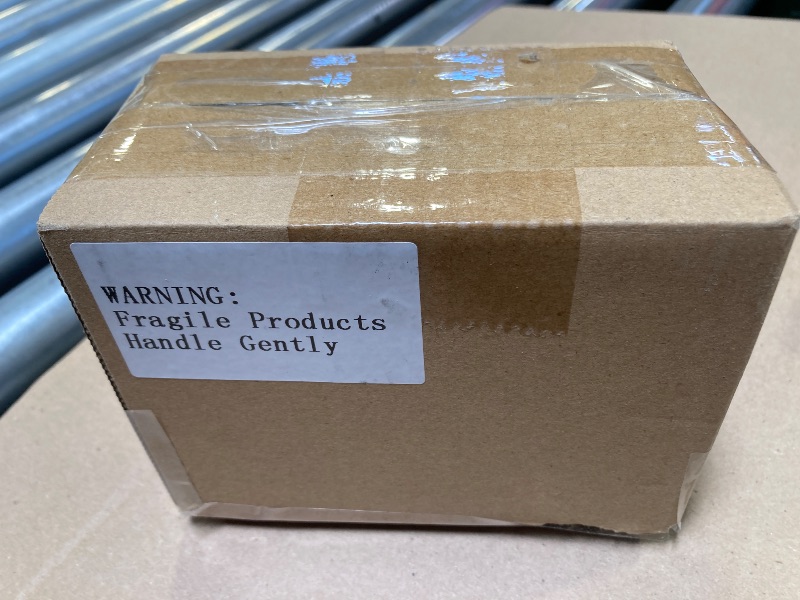 WARNING:
Fragile Products
Handle Gently